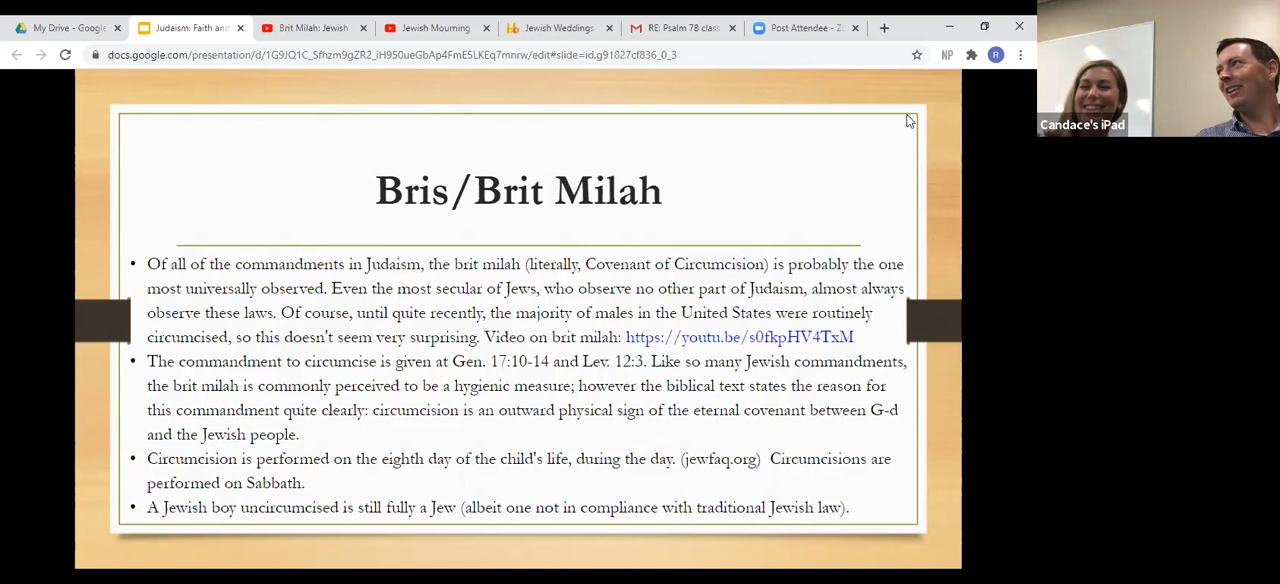 My Drive - Google
Judaism: Faith and
Brit Milah: Jewish
Jewish Mourning
Jewish Weddings
RE: Psalm 78 class
Post Attendee - Z
docs.google.com/presentation/d/1G9JO1C_Sfhzm9gZR2_iH950ueGbAp4FmE5LKEq7mnrw/edit#slide=id.g91827cf836_0_3
NP
R
Candace's iPad
Bris/Brit Milah
• Of all of the commandments in Judaism, the brit milah (literally, Covenant of Circumcision) is probably the one
most universally observed. Even the most secular of Jews, who observe no other part of Judaism, almost always
observe these laws. Of course, until quite recently, the majority of males in the United States were routinely
circumcised, so this doesn't seem very surprising. Video on brit milah: https://youtu.be/s0fkpHV4TxM
• The commandment to circumcise is given at Gen. 17:10-14 and Lev. 12:3. Like so many Jewish commandments,
the brit milah is commonly perceived to be a hygienic measure; however the biblical text states the reason for
this commandment quite clearly: circumcision is an outward physical sign of the eternal covenant between G-d
and the Jewish people.
• Circumcision is performed on the eighth day of the child's life, during the day. (jewfaq.org) Circumcisions are
performed on Sabbath.
• A Jewish boy uncircumcised is still fully a Jew (albeit one not in compliance with traditional Jewish law).